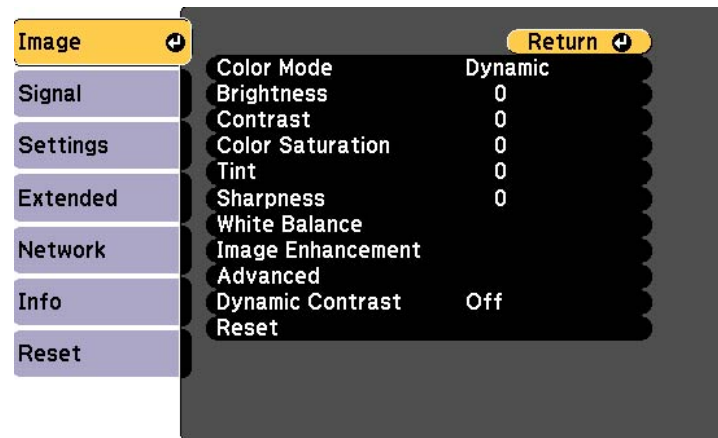 Image
Signal
Settings
Extended
Network
Info
Reset
Return
Color Mode Dynamic
Brightness 0
Contrast 0
Color Saturation 0
Tint 0
Sharpness 0
White Balance
Image Enhancement
Advanced
Dynamic Contrast Off
Reset